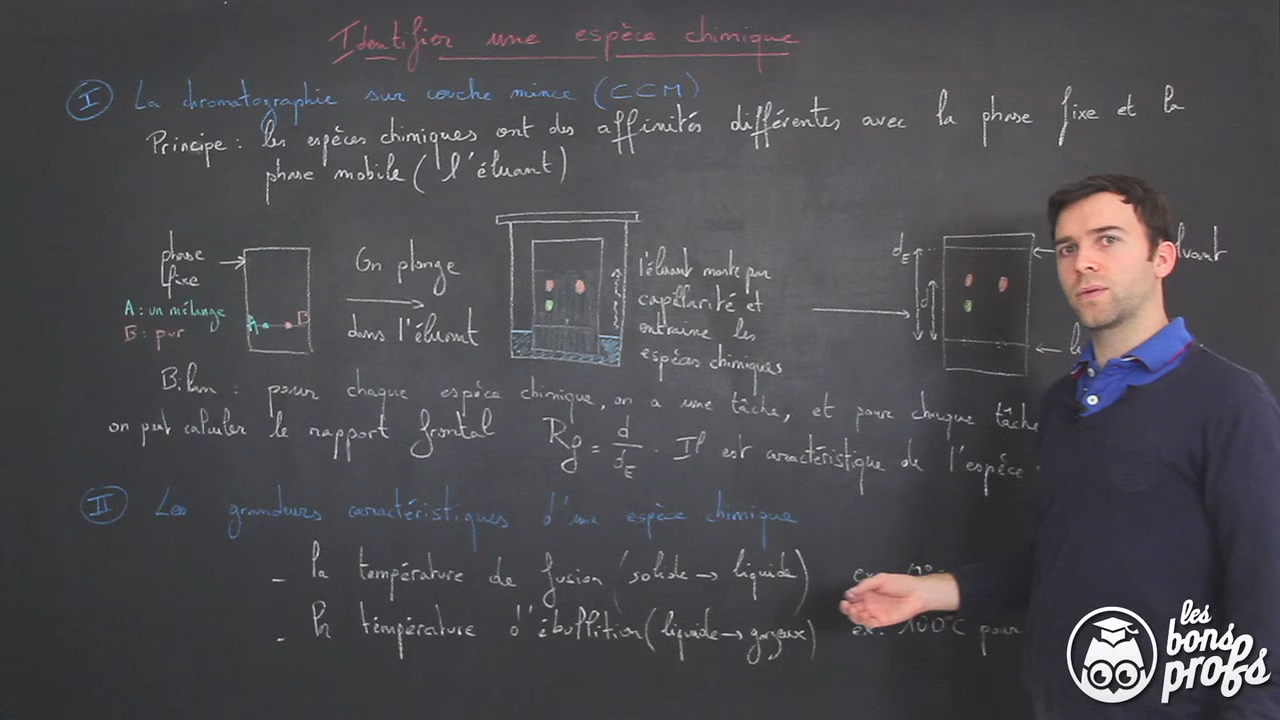 Identifier une espèce chimique
I La chromatographie sur couche mince (CCM)
Principe : les espèces chimiques ont des affinités différentes avec la phase fixe et la
phase mobile (l'éluant)
phase
fixe
A : un mélange
B : pur
A
B
On plonge
dans l'éluant
l'éluant monte par
capillarité et
entraine les
espèces chimiques
dE
d
Bilan : pour chaque espèce chimique, on a une tâche, et pour chaque tâche
on peut calculer le rapport frontal Rf = d/dE . Il est caractéristique de l'espèce.
II Les grandeurs caractéristiques d'une espèce chimique
- la température de fusion (solide → liquide)
- la température d'ébullition (liquide → gazeux) ex: 100°C pour
les
bons
profs